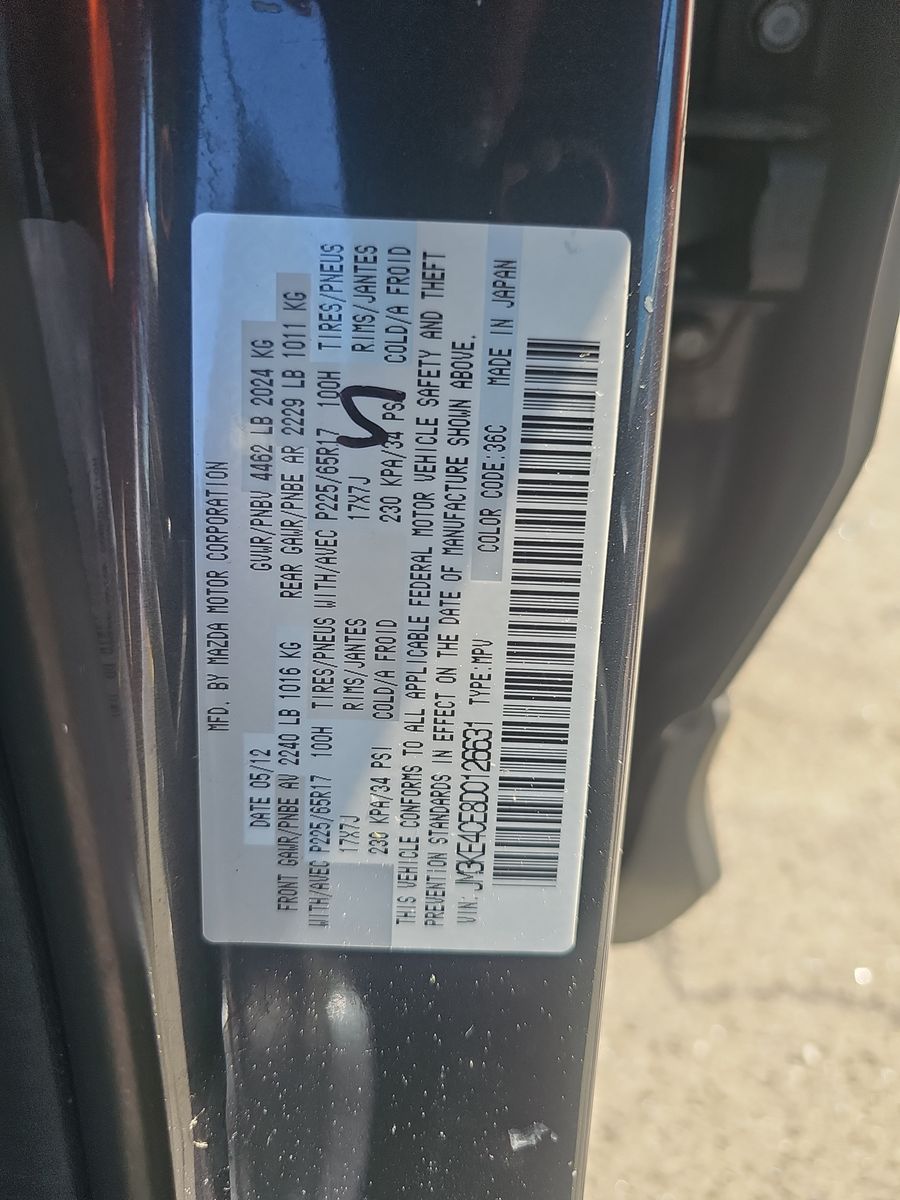 MFD. BY MAZDA MOTOR CORPORATION
DATE 05/12 GVWR/PNBV 4462 LB 2024 KG
FRONT GAWR/PNBE AV 2240 LB 1016 KG REAR GAWR/PNBE AR 2229 LB 1011 KG
WITH/AVEC P225/65R17 100H TIRES/PNEUS WITH/AVEC P225/65R17 100H TIRES/PNEUS
17X7J RIMS/JANTES 17X7J RIMS/JANTES
230 KPA/34 PSI COLD/A FROID 230 KPA/34 PSI COLD/A FROID
THIS VEHICLE CONFORMS TO ALL APPLICABLE FEDERAL MOTOR VEHICLE SAFETY AND THEFT
PREVENTION STANDARDS IN EFFECT ON THE DATE OF MANUFACTURE SHOWN ABOVE.
VIN: JM3KE4CE8D0126631 TYPE:MPV COLOR CODE:36C MADE IN JAPAN